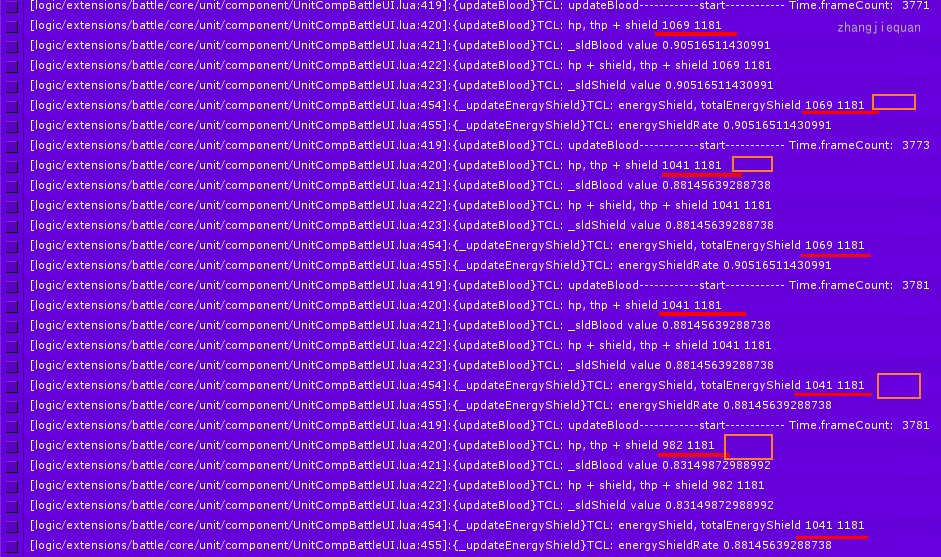 [logic/extensions/battle/core/unit/component/UnitCompBattleUI.lua:419]:{updateBlood}TCL: updateBlood------------start------------ Time.frameCount: 3771
[logic/extensions/battle/core/unit/component/UnitCompBattleUI.lua:420]:{updateBlood}TCL: hp, thp + shield 1069 1181
zhangjiequan
[logic/extensions/battle/core/unit/component/UnitCompBattleUI.lua:421]:{updateBlood}TCL: _sldBlood value 0.90516511430991
[logic/extensions/battle/core/unit/component/UnitCompBattleUI.lua:422]:{updateBlood}TCL: hp + shield, thp + shield 1069 1181
[logic/extensions/battle/core/unit/component/UnitCompBattleUI.lua:423]:{updateBlood}TCL: _sldShield value 0.90516511430991
[logic/extensions/battle/core/unit/component/UnitCompBattleUI.lua:454]:{_updateEnergyShield}TCL: energyShield, totalEnergyShield 1069 1181
[logic/extensions/battle/core/unit/component/UnitCompBattleUI.lua:455]:{_updateEnergyShield}TCL: energyShieldRate 0.90516511430991
[logic/extensions/battle/core/unit/component/UnitCompBattleUI.lua:419]:{updateBlood}TCL: updateBlood------------start------------ Time.frameCount: 3773
[logic/extensions/battle/core/unit/component/UnitCompBattleUI.lua:420]:{updateBlood}TCL: hp, thp + shield 1041 1181
[logic/extensions/battle/core/unit/component/UnitCompBattleUI.lua:421]:{updateBlood}TCL: _sldBlood value 0.88145639288738
[logic/extensions/battle/core/unit/component/UnitCompBattleUI.lua:422]:{updateBlood}TCL: hp + shield, thp + shield 1041 1181
[logic/extensions/battle/core/unit/component/UnitCompBattleUI.lua:423]:{updateBlood}TCL: _sldShield value 0.88145639288738
[logic/extensions/battle/core/unit/component/UnitCompBattleUI.lua:454]:{_updateEnergyShield}TCL: energyShield, totalEnergyShield 1069 1181
[logic/extensions/battle/core/unit/component/UnitCompBattleUI.lua:455]:{_updateEnergyShield}TCL: energyShieldRate 0.90516511430991
[logic/extensions/battle/core/unit/component/UnitCompBattleUI.lua:419]:{updateBlood}TCL: updateBlood------------start------------ Time.frameCount: 3781
[logic/extensions/battle/core/unit/component/UnitCompBattleUI.lua:420]:{updateBlood}TCL: hp, thp + shield 1041 1181
[logic/extensions/battle/core/unit/component/UnitCompBattleUI.lua:421]:{updateBlood}TCL: _sldBlood value 0.88145639288738
[logic/extensions/battle/core/unit/component/UnitCompBattleUI.lua:422]:{updateBlood}TCL: hp + shield, thp + shield 1041 1181
[logic/extensions/battle/core/unit/component/UnitCompBattleUI.lua:423]:{updateBlood}TCL: _sldShield value 0.88145639288738
[logic/extensions/battle/core/unit/component/UnitCompBattleUI.lua:454]:{_updateEnergyShield}TCL: energyShield, totalEnergyShield 1041 1181
[logic/extensions/battle/core/unit/component/UnitCompBattleUI.lua:455]:{_updateEnergyShield}TCL: energyShieldRate 0.88145639288738
[logic/extensions/battle/core/unit/component/UnitCompBattleUI.lua:419]:{updateBlood}TCL: updateBlood------------start------------ Time.frameCount: 3781
[logic/extensions/battle/core/unit/component/UnitCompBattleUI.lua:420]:{updateBlood}TCL: hp, thp + shield 982 1181
[logic/extensions/battle/core/unit/component/UnitCompBattleUI.lua:421]:{updateBlood}TCL: _sldBlood value 0.83149872988992
[logic/extensions/battle/core/unit/component/UnitCompBattleUI.lua:422]:{updateBlood}TCL: hp + shield, thp + shield 982 1181
[logic/extensions/battle/core/unit/component/UnitCompBattleUI.lua:423]:{updateBlood}TCL: _sldShield value 0.83149872988992
[logic/extensions/battle/core/unit/component/UnitCompBattleUI.lua:454]:{_updateEnergyShield}TCL: energyShield, totalEnergyShield 1041 1181
[logic/extensions/battle/core/unit/component/UnitCompBattleUI.lua:455]:{_updateEnergyShield}TCL: energyShieldRate 0.88145639288738